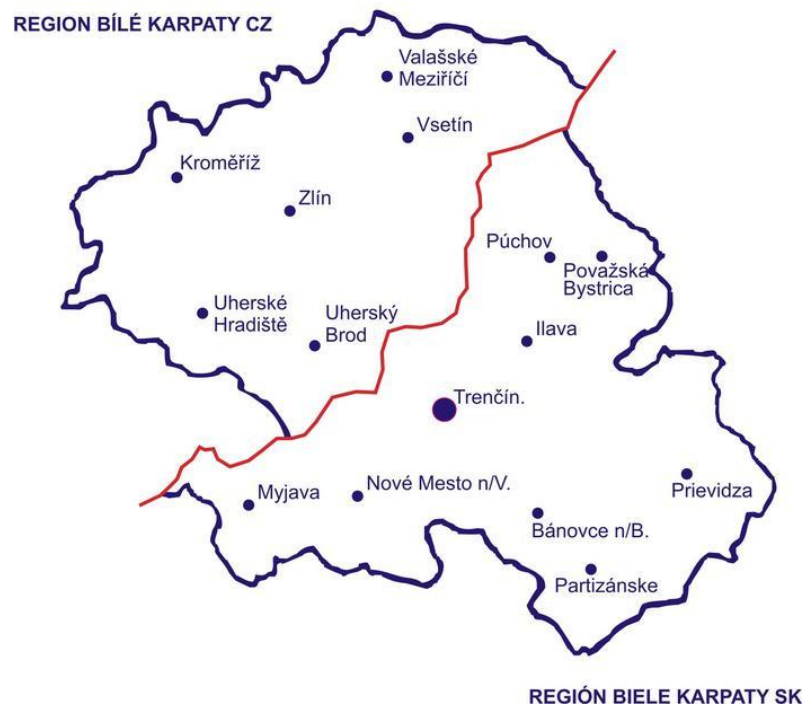 REGION BÍLÉ KARPATY CZ
Valašské
Meziříčí
Vsetín
Kroměříž
Zlín
Púchov
Považská
Bystrica
Uherské
Hradiště
Uherský
Brod
Ilava
Trenčín.
Prievidza
Myjava
Nové Mesto n/V.
Bánovce n/B.
Partizánske
REGIÓN BIELE KARPATY SK